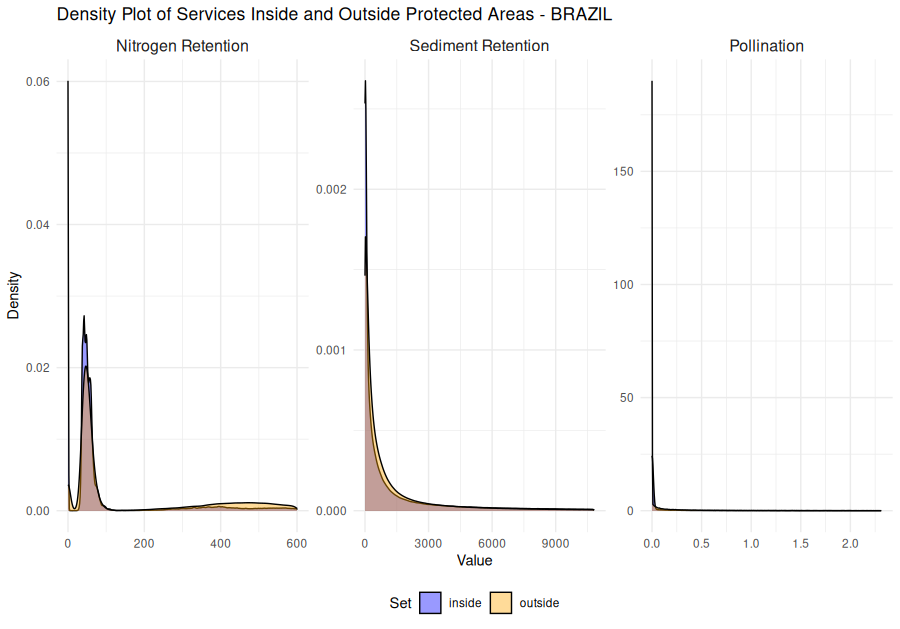 Density Plot of Services Inside and Outside Protected Areas - BRAZIL
Nitrogen Retention
Sediment Retention
Pollination
Density
0.06
0.04
0.02
0.00
0.002
0.001
0.000
150
100
50
0
0 200 400 600
0 3000 6000 9000
0.0 0.5 1.0 1.5 2.0
Value
Set inside outside